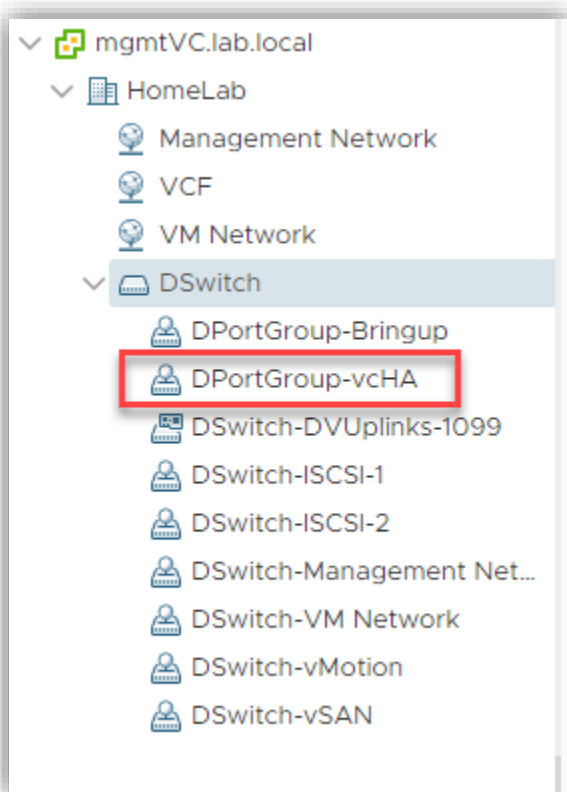 mgmtVC.lab.local
HomeLab
Management Network
VCF
VM Network
DSwitch
DPortGroup-Bringup
DPortGroup-vcHA
DSwitch-DVUplinks-1099
DSwitch-ISCSI-1
DSwitch-ISCSI-2
DSwitch-Management Net...
DSwitch-VM Network
DSwitch-vMotion
DSwitch-vSAN